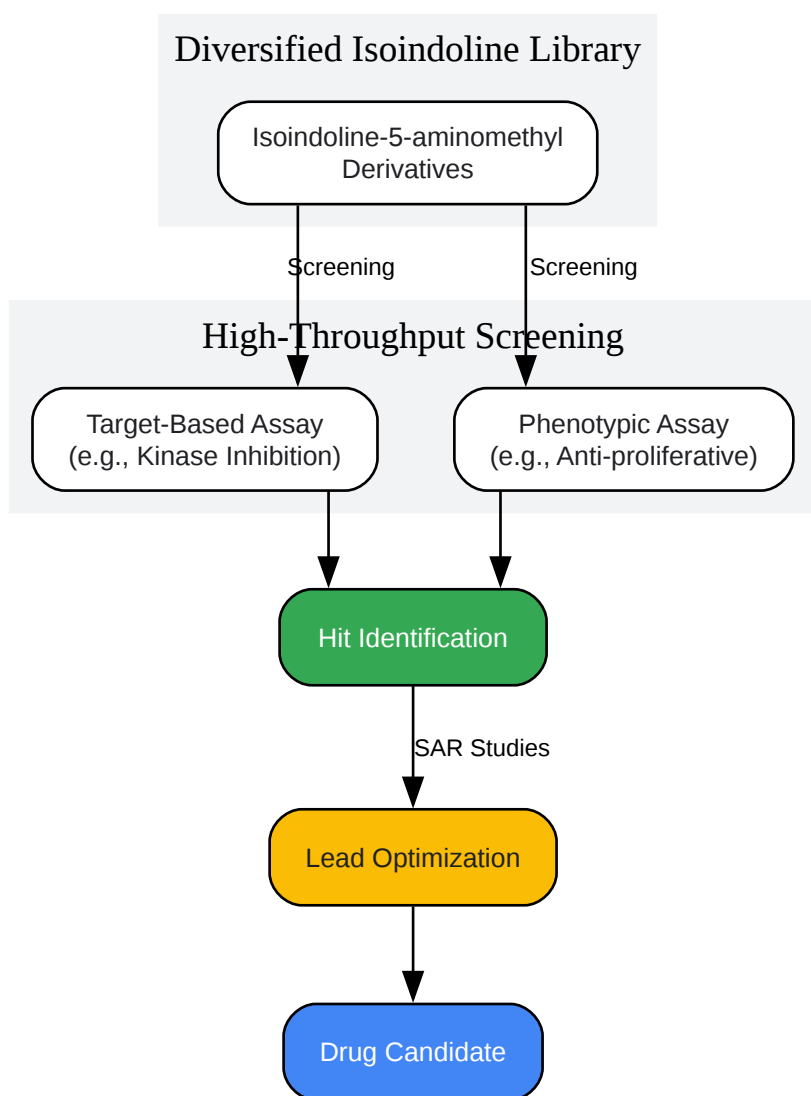 Diversified Isoindoline Library
Isoindoline-5-aminomethyl
Derivatives
Screening
Screening
High-Throughput Screening
Target-Based Assay
(e.g., Kinase Inhibition)
Phenotypic Assay
(e.g., Anti-proliferative)
Hit Identification
SAR Studies
Lead Optimization
Drug Candidate